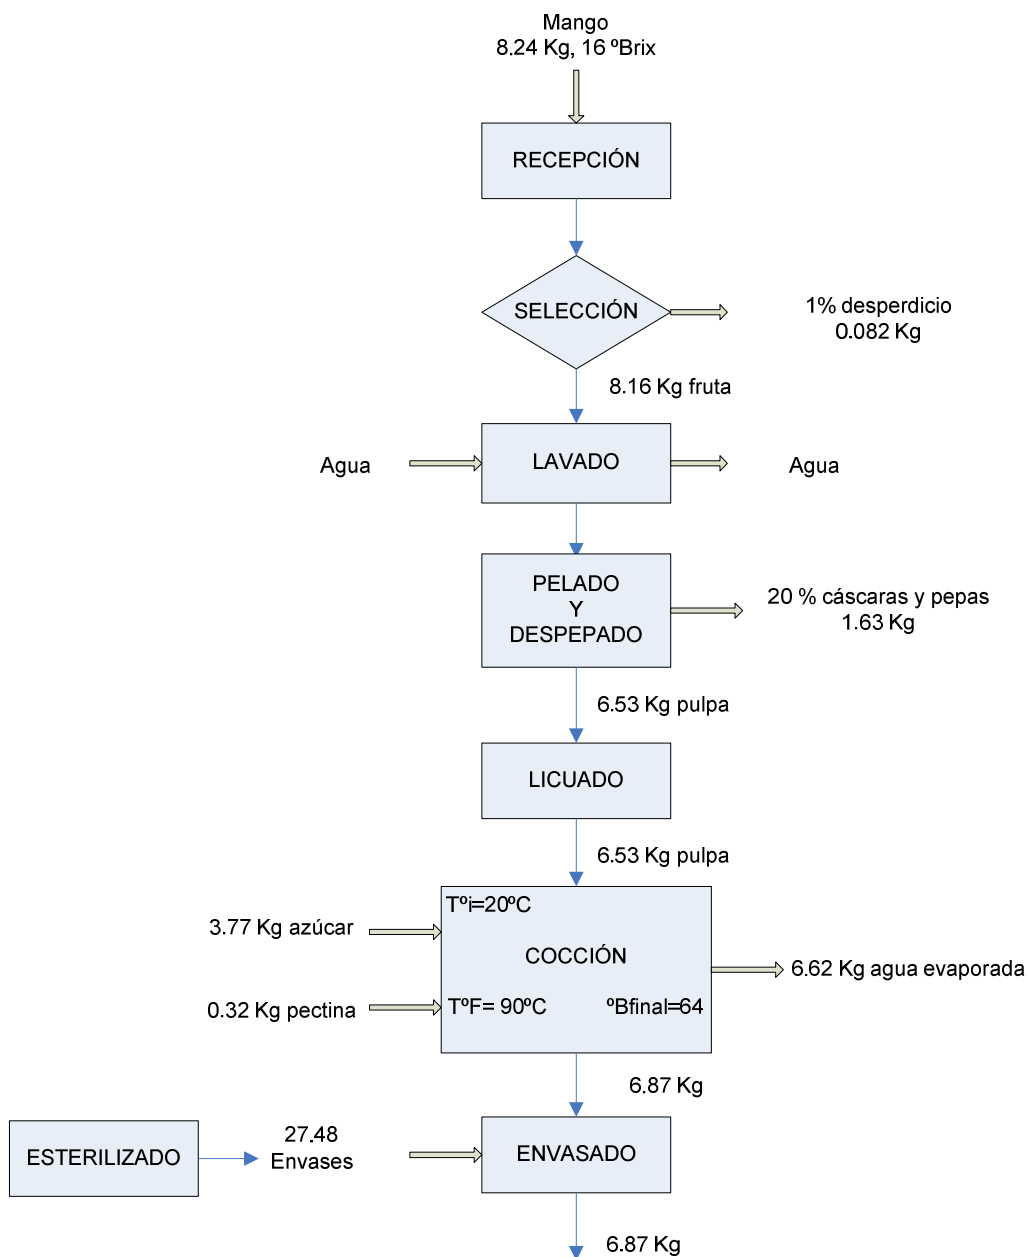 Mango
8.24 Kg, 16 ºBrix
RECEPCIÓN
SELECCIÓN
1% desperdicio
0.082 Kg
8.16 Kg fruta
Agua
LAVADO
Agua
PELADO
Y
DESPEPADO
20 % cáscaras y pepas
1.63 Kg
6.53 Kg pulpa
LICUADO
6.53 Kg pulpa
Tºi=20ºC
3.77 Kg azúcar
COCCIÓN
6.62 Kg agua evaporada
0.32 Kg pectina
TºF= 90ºC
ºBfinal=64
6.87 Kg
ESTERILIZADO
27.48
Envases
ENVASADO
6.87 Kg